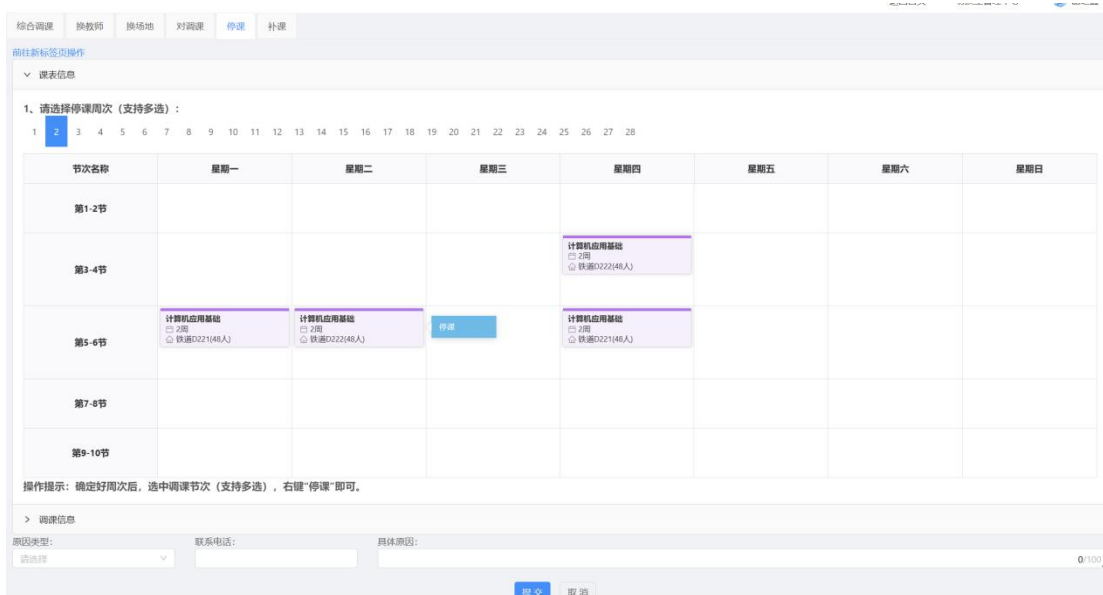 综合调课 换教师 换场地 对调课 停课 补课
前往新标签页操作
课表信息
1、请选择停课周次（支持多选）:
1 2 3 4 5 6 7 8 9 10 11 12 13 14 15 16 17 18 19 20 21 22 23 24 25 26 27 28
节次名称 星期一 星期二 星期三 星期四 星期五 星期六 星期日
第1-2节
第3-4节
计算机应用基础
2周
铁道D222(48人)
第5-6节
计算机应用基础
2周
铁道D221(48人)
计算机应用基础
2周
铁道D222(48人)
停课
计算机应用基础
2周
铁道D221(48人)
第7-8节
第9-10节
操作提示：确定好周次后，选中调课节次（支持多选），右键“停课”即可。
调课信息
原因类型: 联系电话: 具体原因:
请选择
0/100
提交 取消